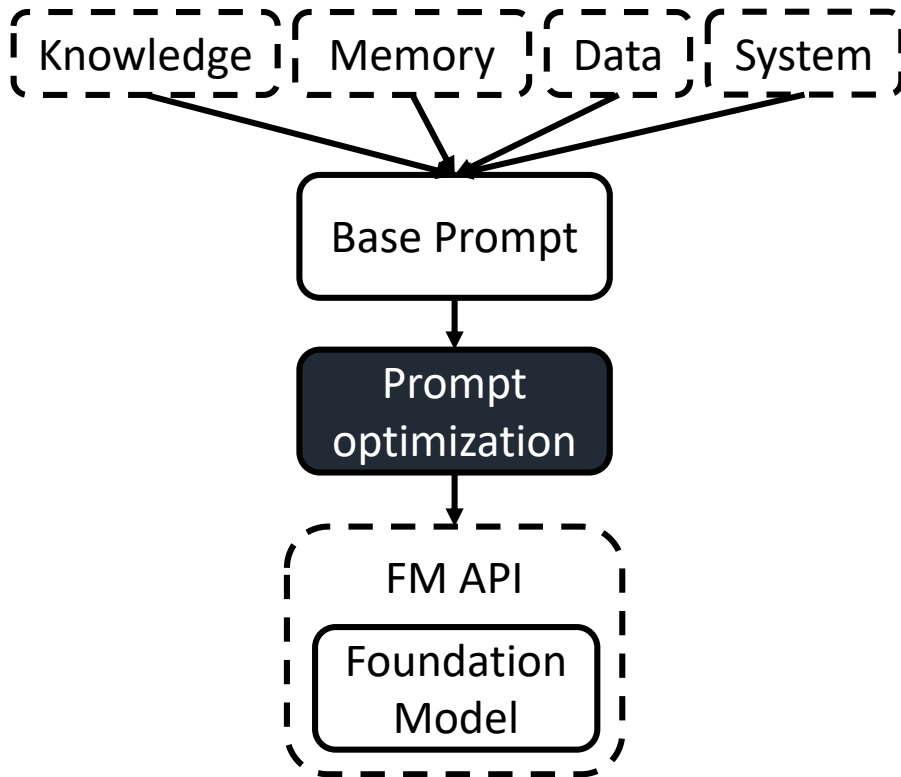 Knowledge Memory Data System
Base Prompt
Prompt
optimization
FM API
Foundation
Model